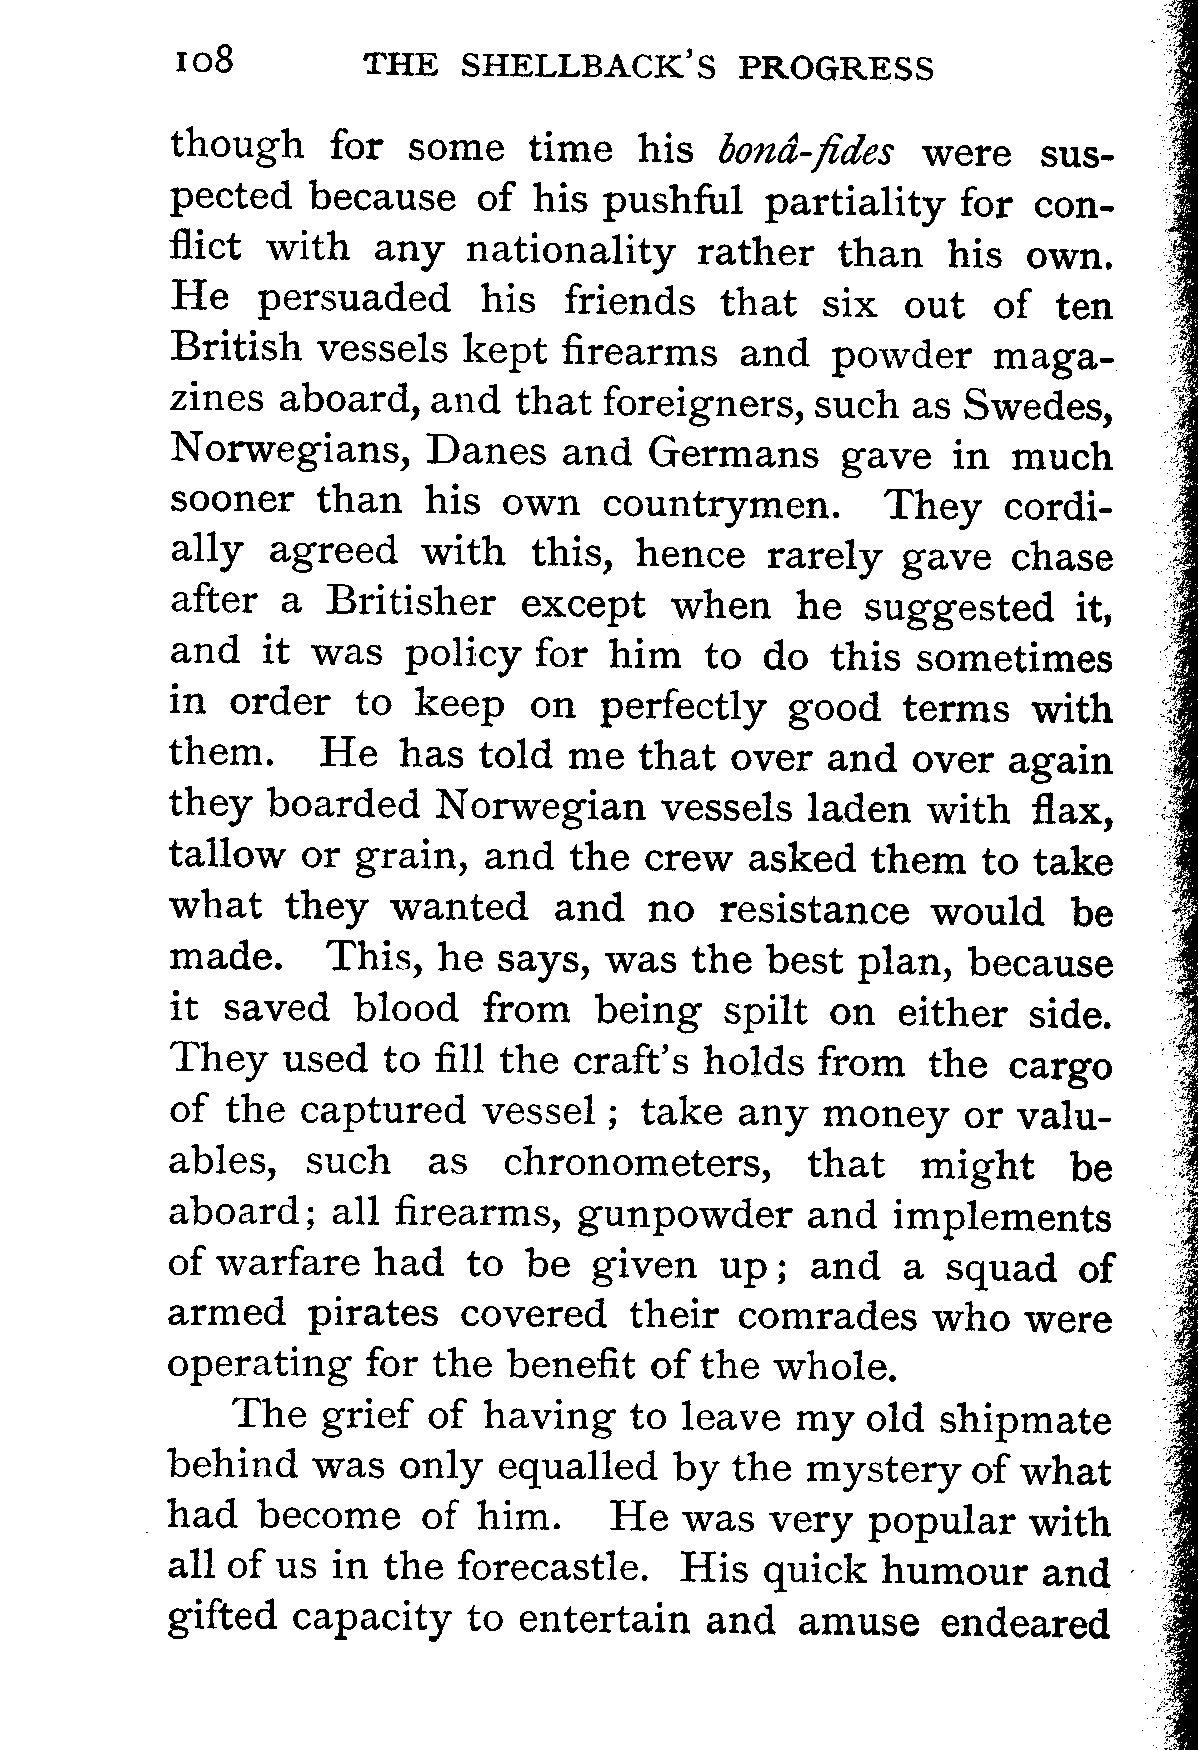 108 THE SHELLBACK'S PROGRESS
though for some time his bonâ-fides were sus-
pected because of his pushful partiality for con-
flict with any nationality rather than his own.
He persuaded his friends that six out of ten
British vessels kept firearms and powder maga-
zines aboard, and that foreigners, such as Swedes,
Norwegians, Danes and Germans gave in much
sooner than his own countrymen. They cordi-
ally agreed with this, hence rarely gave chase
after a Britisher except when he suggested it,
and it was policy for him to do this sometimes
in order to keep on perfectly good terms with
them. He has told me that over and over again
they boarded Norwegian vessels laden with flax,
tallow or grain, and the crew asked them to take
what they wanted and no resistance would be
made. This, he says, was the best plan, because
it saved blood from being spilt on either side.
They used to fill the craft's holds from the cargo
of the captured vessel ; take any money or valu-
ables, such as chronometers, that might be
aboard; all firearms, gunpowder and implements
of warfare had to be given up ; and a squad of
armed pirates covered their comrades who were
operating for the benefit of the whole.
The grief of having to leave my old shipmate
behind was only equalled by the mystery of what
had become of him. He was very popular with
all of us in the forecastle. His quick humour and
gifted capacity to entertain and amuse endeared